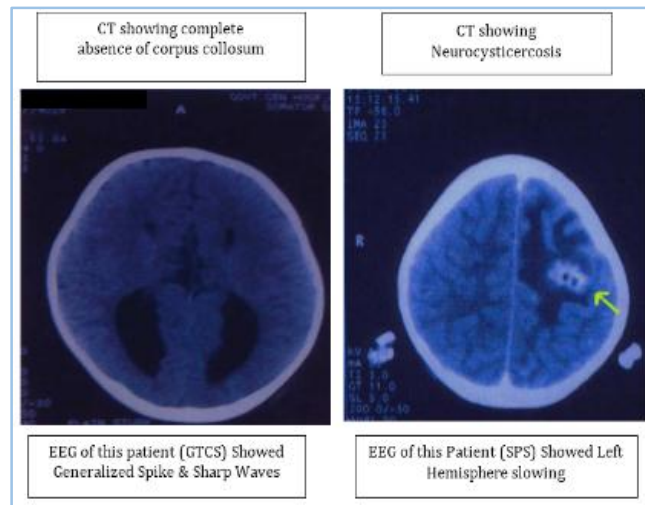 CT showing complete
absence of corpus collosum
CT showing
Neurocysticercosis
A
R
EEG of this patient (GTCS) Showed
Generalized Spike & Sharp Waves
EEG of this Patient (SPS) Showed Left
Hemisphere slowing